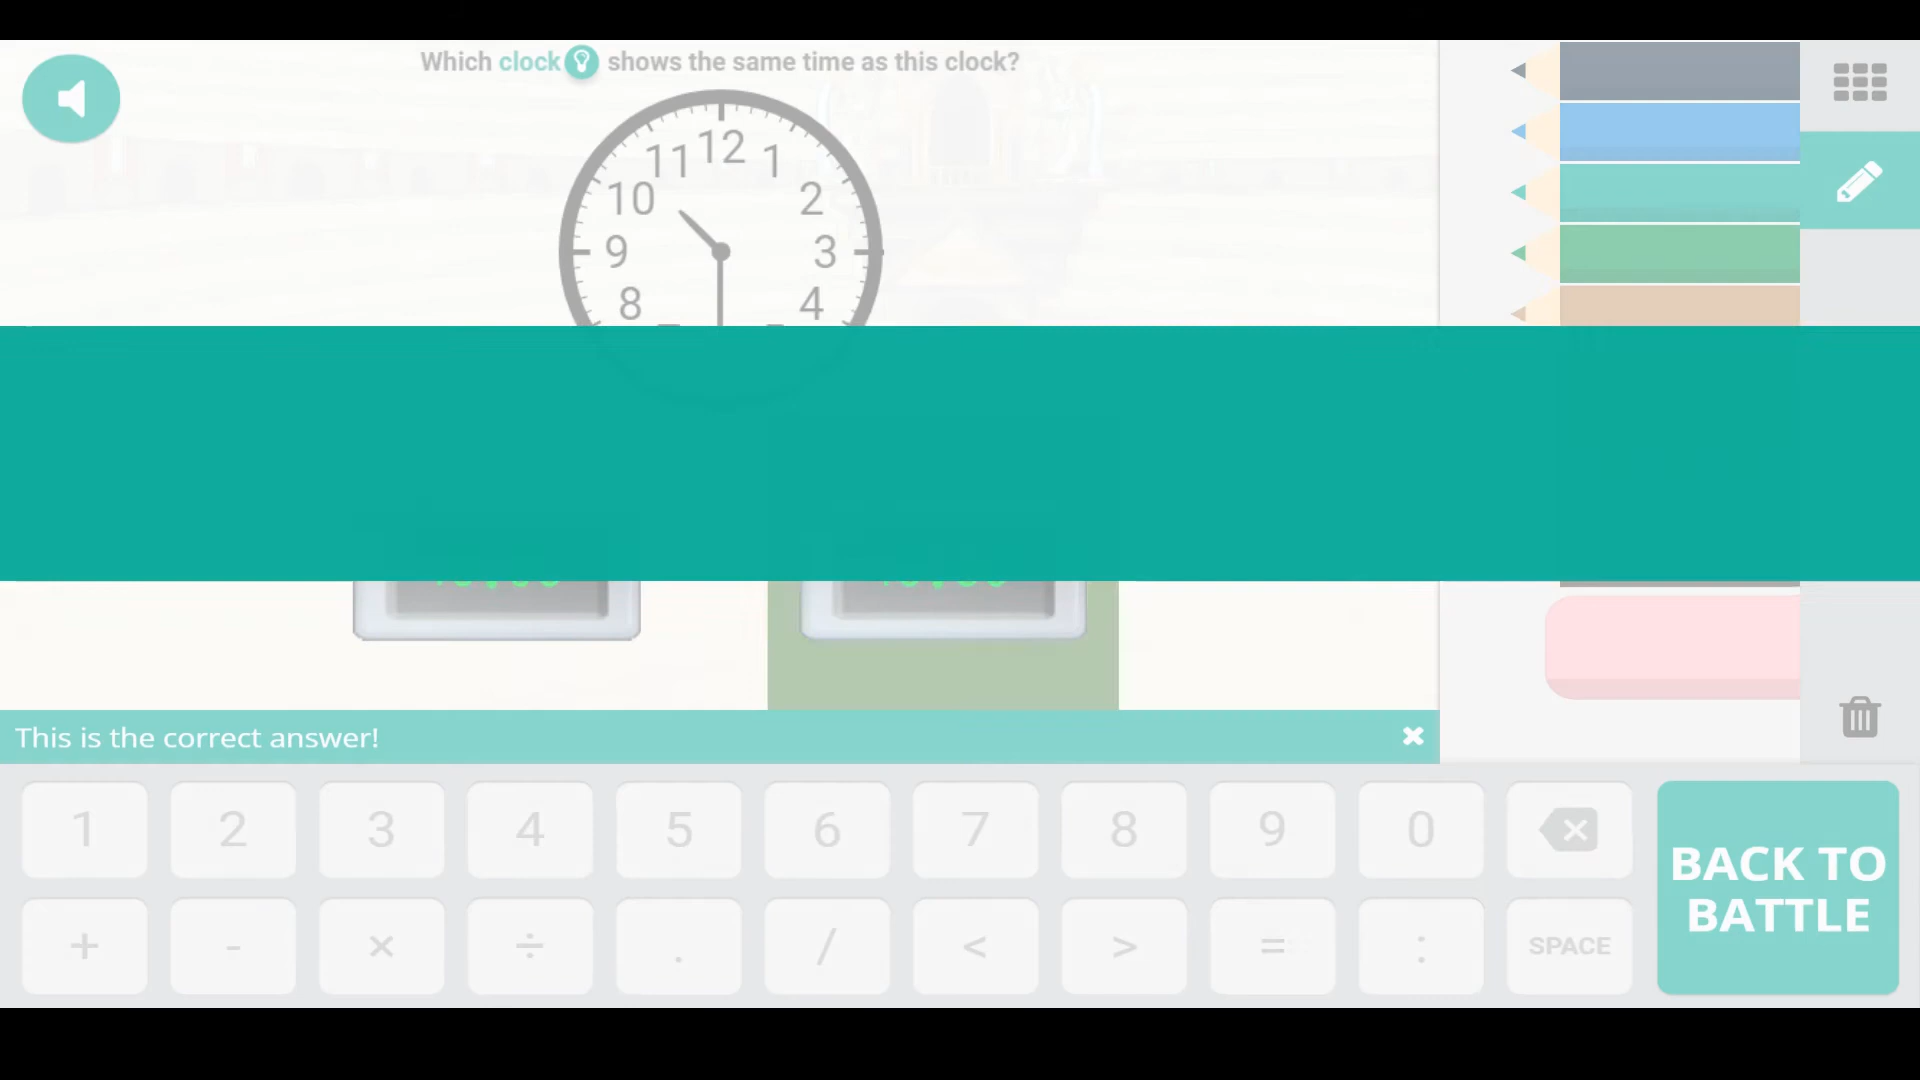 Which clock shows the same time as this clock?
12
11 1
10 2
9 3
8 4
This is the correct answer!
1 2 3 4 5 6 7 8 9 0
BACK TO
BATTLE
+ - × ÷ . / < > = : SPACE